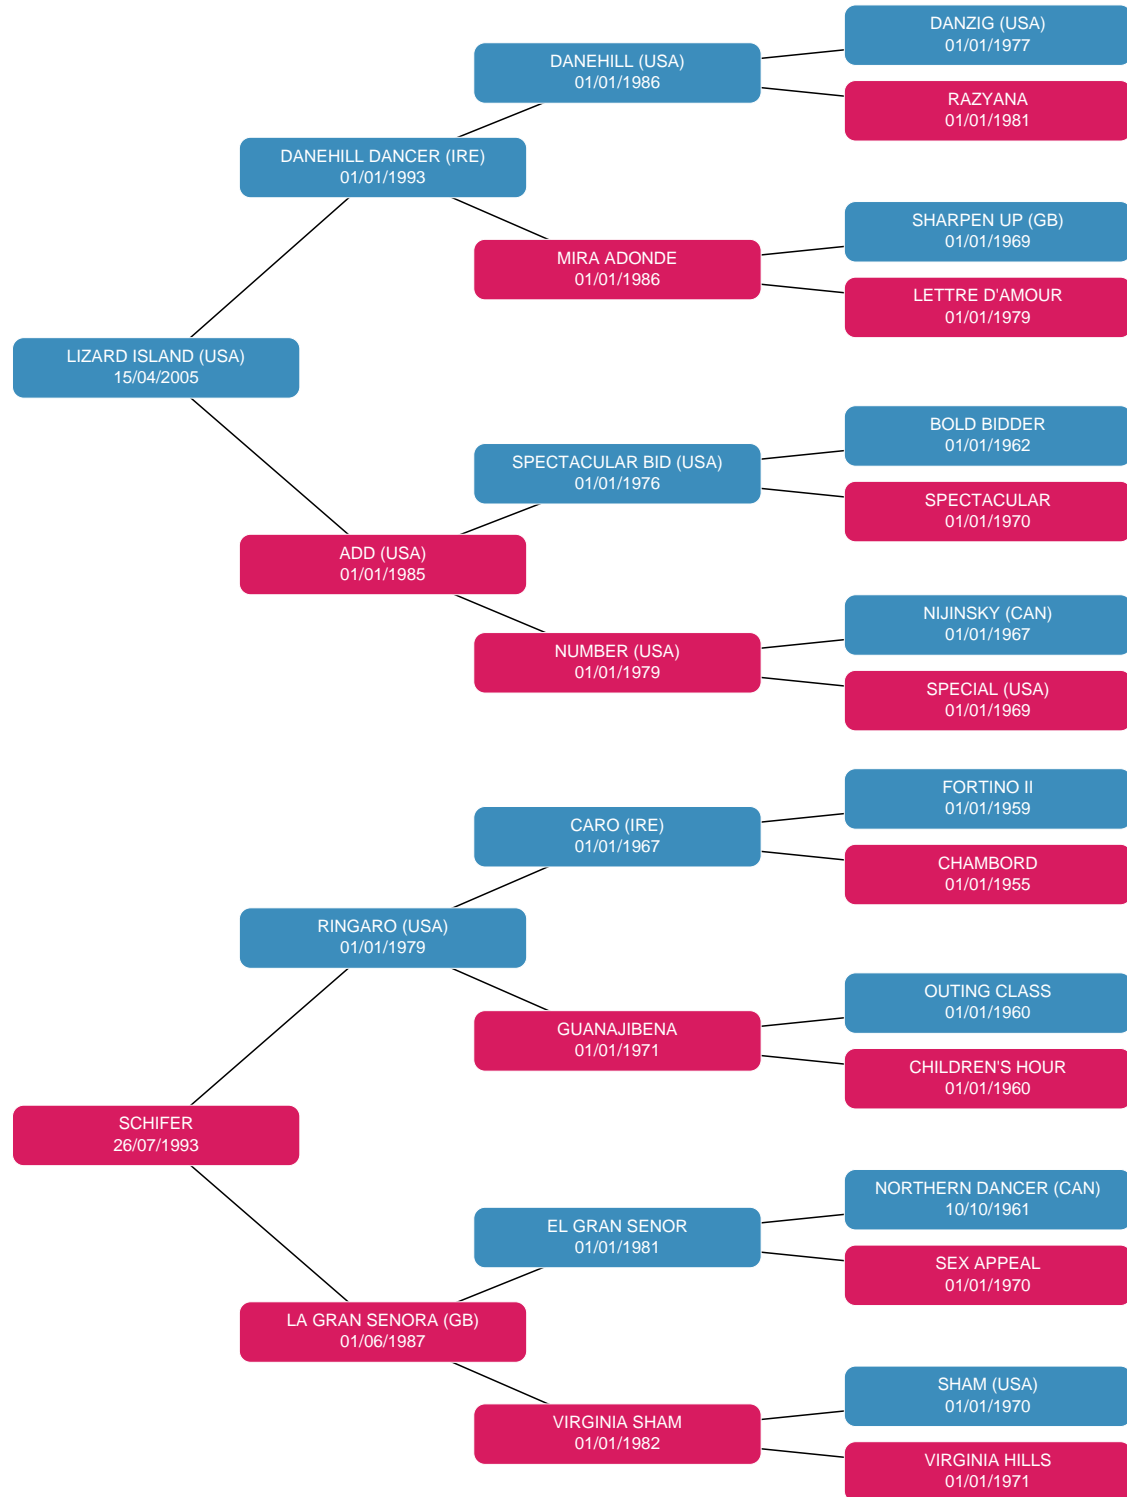 DANZIG (USA)
01/01/1977
DANEHILL (USA)
01/01/1986
RAZYANA
01/01/1981
DANEHILL DANCER (IRE)
01/01/1993
SHARPEN UP (GB)
01/01/1969
MIRA ADONDE
01/01/1986
LETTRE D'AMOUR
01/01/1979
LIZARD ISLAND (USA)
15/04/2005
BOLD BIDDER
01/01/1962
SPECTACULAR BID (USA)
01/01/1976
SPECTACULAR
01/01/1970
ADD (USA)
01/01/1985
NIJINSKY (CAN)
01/01/1967
NUMBER (USA)
01/01/1979
SPECIAL (USA)
01/01/1969
FORTINO II
01/01/1959
CARO (IRE)
01/01/1967
CHAMBORD
01/01/1955
RINGARO (USA)
01/01/1979
OUTING CLASS
01/01/1960
GUANAJIBENA
01/01/1971
CHILDREN'S HOUR
01/01/1960
SCHIFER
26/07/1993
NORTHERN DANCER (CAN)
10/10/1961
EL GRAN SENOR
01/01/1981
SEX APPEAL
01/01/1970
LA GRAN SENORA (GB)
01/06/1987
SHAM (USA)
01/01/1970
VIRGINIA SHAM
01/01/1982
VIRGINIA HILLS
01/01/1971